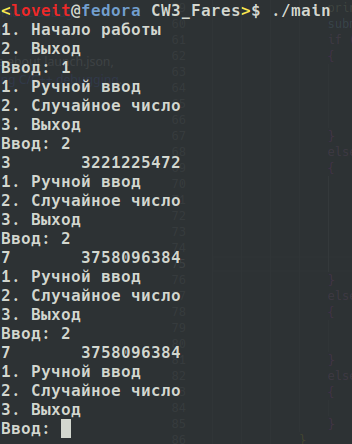 <loveit@fedora CW3_Fares>$ ./main
1. Начало работы
2. Выход
Ввод: 1
1. Ручной ввод
2. Случайное число
3. Выход
Ввод: 2
3       3221225472
1. Ручной ввод
2. Случайное число
3. Выход
Ввод: 2
7       3758096384
1. Ручной ввод
2. Случайное число
3. Выход
Ввод: 2
7       3758096384
1. Ручной ввод
2. Случайное число
3. Выход
Ввод: